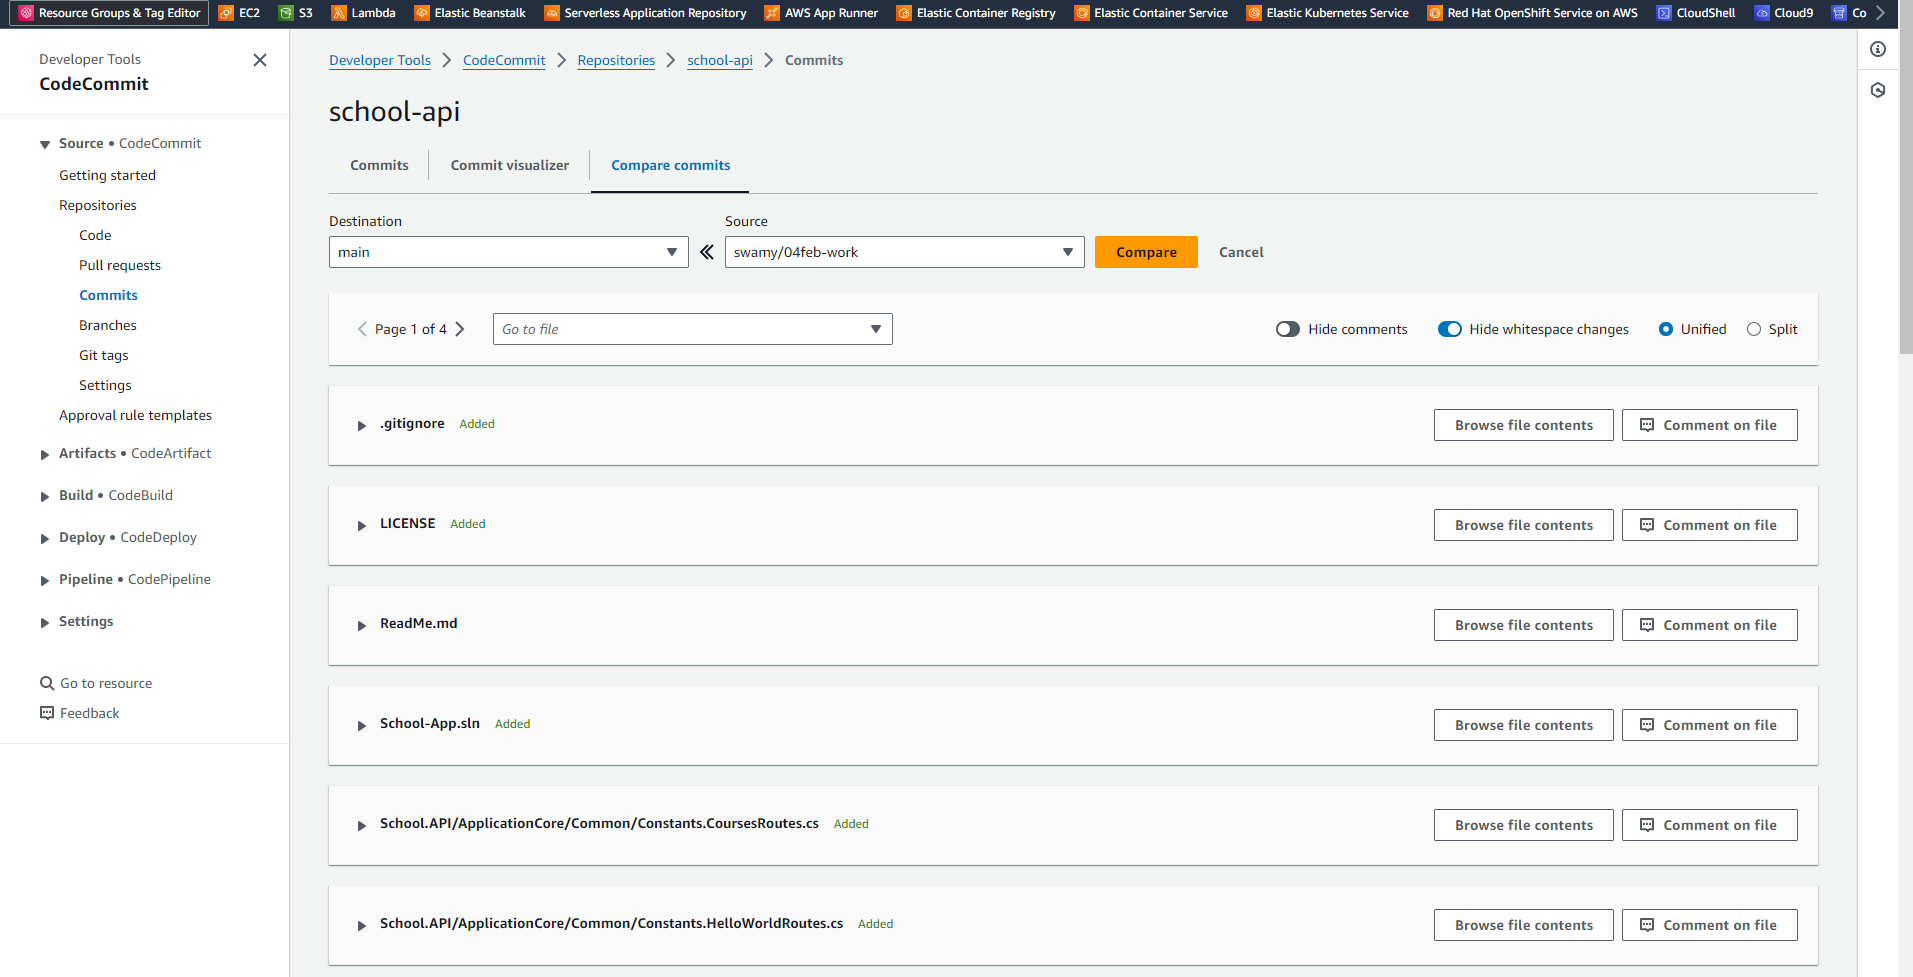 Resource Groups & Tag Editor EC2 S3 Lambda Elastic Beanstalk Serverless Application Repository AWS App Runner Elastic Container Registry Elastic Container Service Elastic Kubernetes Service Red Hat OpenShift Service on AWS CloudShell Cloud9 Co
Developer Tools
CodeCommit
Source • CodeCommit
Getting started
Repositories
Code
Pull requests
Commits
Branches
Git tags
Settings
Approval rule templates
Artifacts • CodeArtifact
Build • CodeBuild
Deploy • CodeDeploy
Pipeline • CodePipeline
Settings
Go to resource
Feedback
Developer Tools > CodeCommit > Repositories > school-api > Commits
school-api
Commits Commit visualizer Compare commits
Destination Source
main swamy/04feb-work Compare Cancel
Page 1 of 4 Go to file Hide comments Hide whitespace changes Unified Split
.gitignore Added Browse file contents Comment on file
LICENSE Added Browse file contents Comment on file
ReadMe.md Browse file contents Comment on file
School-App.sln Added Browse file contents Comment on file
School.API/ApplicationCore/Common/Constants.CoursesRoutes.cs Added Browse file contents Comment on file
School.API/ApplicationCore/Common/Constants.HelloWorldRoutes.cs Added Browse file contents Comment on file